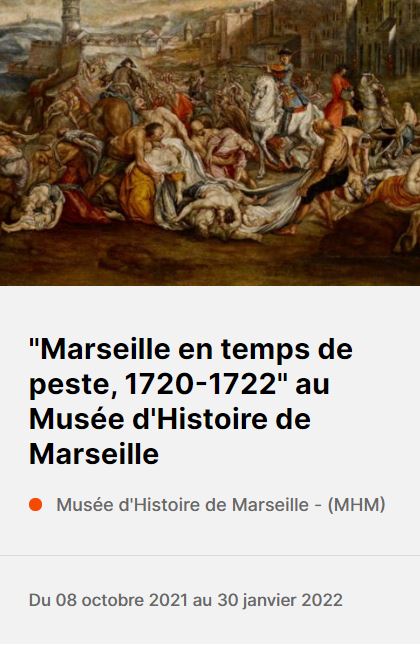 "Marseille en temps de
peste, 1720-1722" au
Musée d'Histoire de
Marseille
Musée d'Histoire de Marseille - (MHM)
Du 08 octobre 2021 au 30 janvier 2022